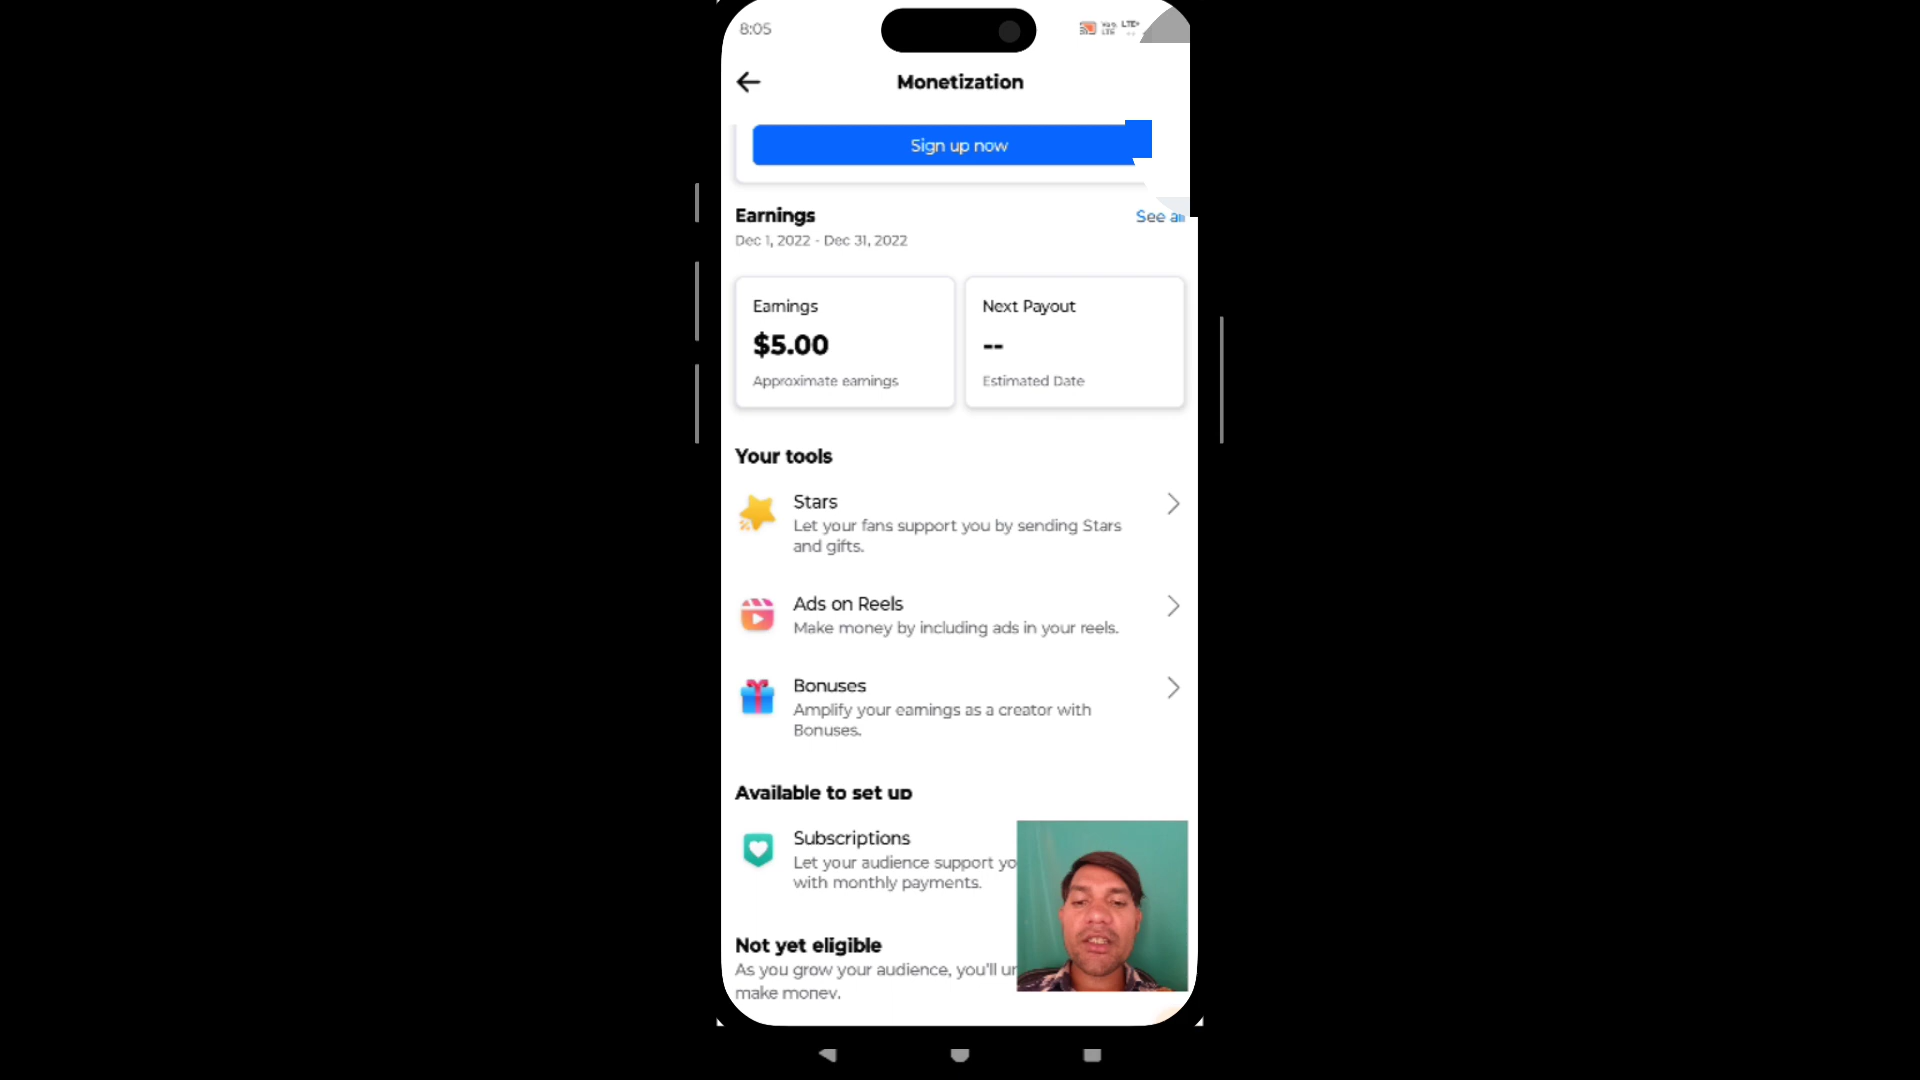 8:05
Monetization
Sign up now
Earnings
See all
Dec 1, 2022 - Dec 31, 2022
Earnings
Next Payout
$5.00
--
Approximate earnings
Estimated Date
Your tools
Stars
Let your fans support you by sending Stars
and gifts.
Ads on Reels
Make money by including ads in your reels.
Bonuses
Amplify your earnings as a creator with
Bonuses.
Available to set up
Subscriptions
Let your audience support yo
with monthly payments.
Not yet eligible
As you grow your audience, you'll un
make money.